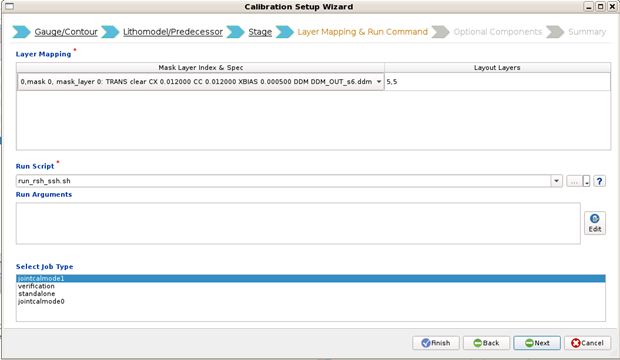 Calibration Setup Wizard
Gauge/Contour Lithomodel/Predecessor Stage Layer Mapping & Run Command Optional Components Summary
Layer Mapping *
Mask Layer Index & Spec Layout Layers
0,mask 0, mask_layer 0: TRANS clear CX 0.012000 CC 0.012000 XBIAS 0.000500 DDM DDM_OUT_s6.ddm 5,5
Run Script *
run_rsh_ssh.sh ... ?
Run Arguments
Edit
Select Job Type
jointcalmode1
verification
standalone
jointcalmode0
Finish Back Next Cancel